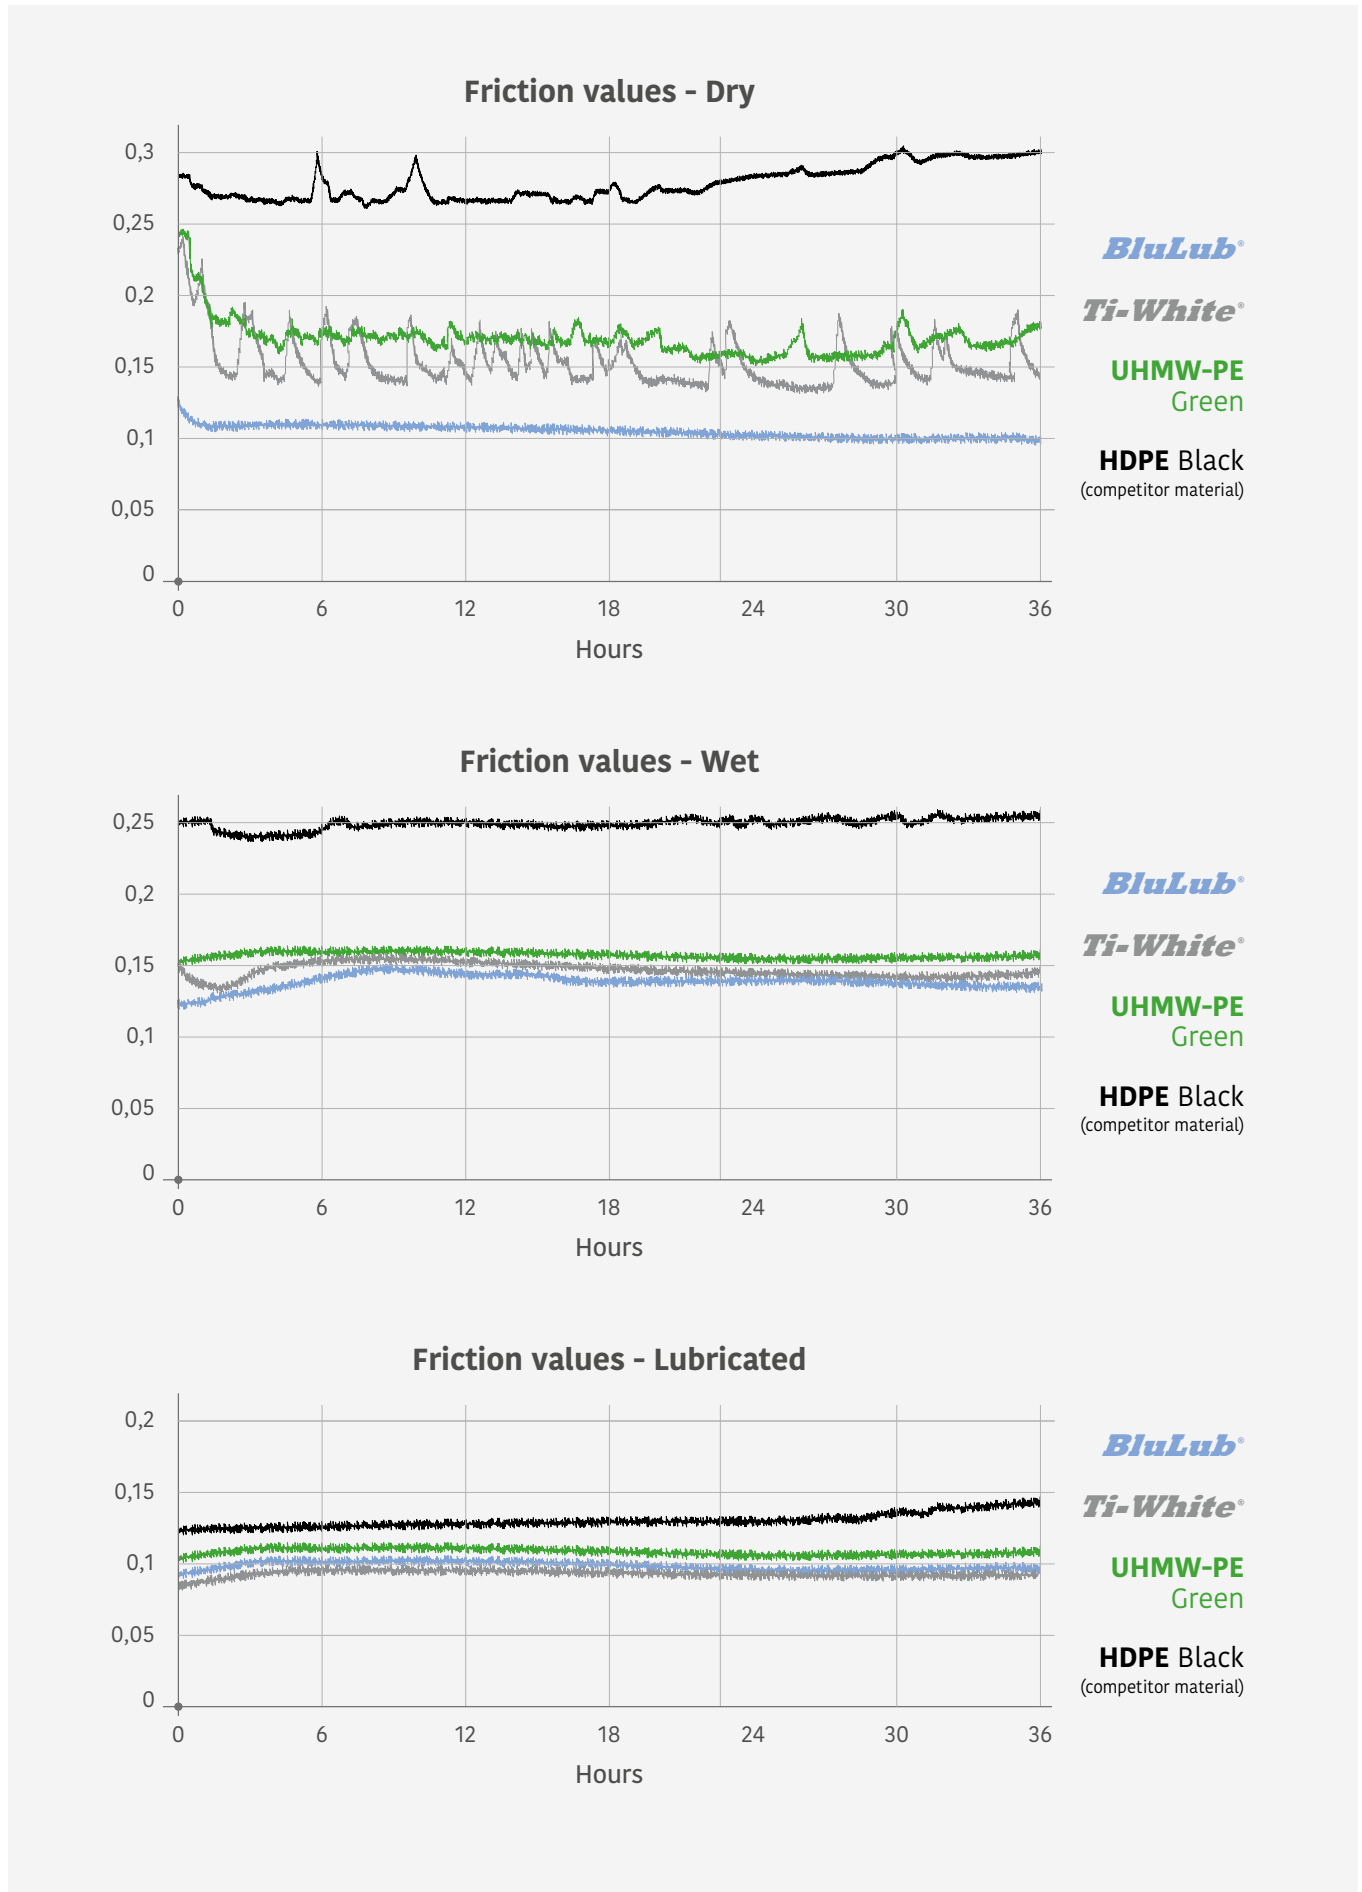 Friction values - Dry
0,3
0,25
0,2
0,15
0,1
0,05
0
0 6 12 18 24 30 36
Hours
BluLub®
Ti-White®
UHMW-PE
Green
HDPE Black
(competitor material)
Friction values - Wet
0,25
0,2
0,15
0,1
0,05
0
0 6 12 18 24 30 36
Hours
BluLub®
Ti-White®
UHMW-PE
Green
HDPE Black
(competitor material)
Friction values - Lubricated
0,2
0,15
0,1
0,05
0
0 6 12 18 24 30 36
Hours
BluLub®
Ti-White®
UHMW-PE
Green
HDPE Black
(competitor material)